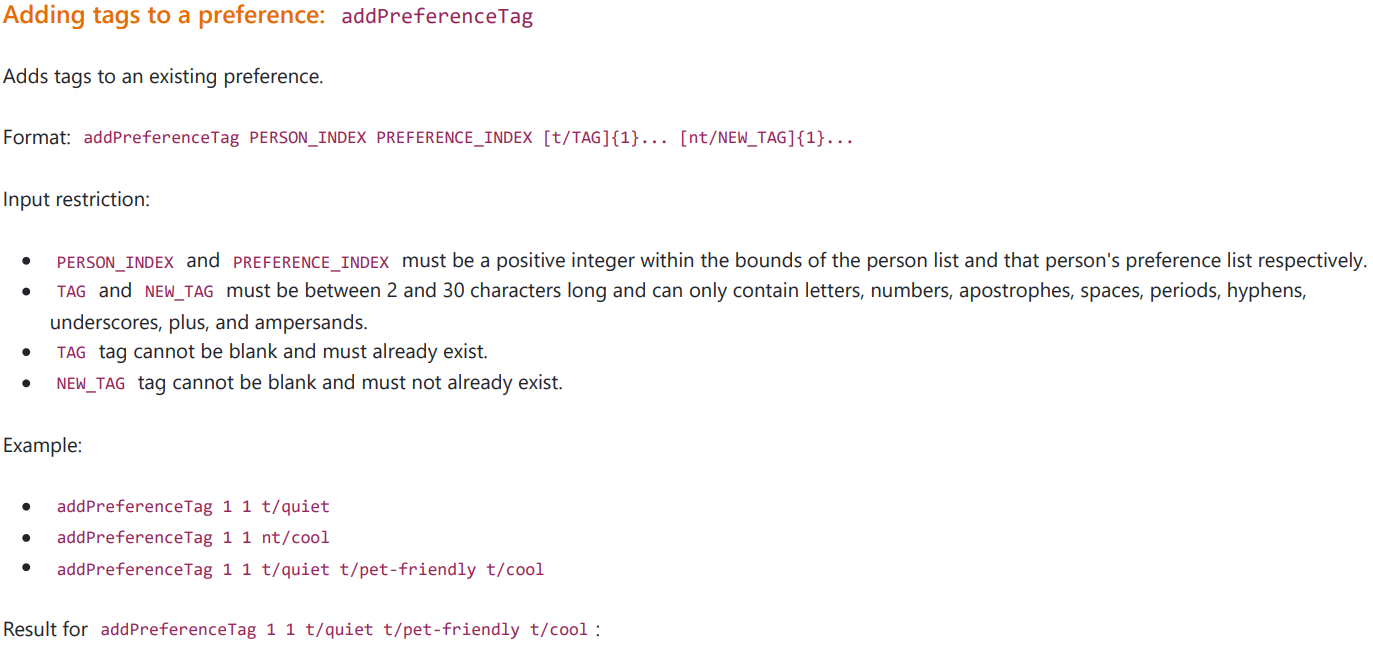 Adding tags to a preference: addPreferenceTag
Adds tags to an existing preference.
Format: addPreferenceTag PERSON_INDEX PREFERENCE_INDEX [t/TAG]{1}... [nt/NEW_TAG]{1}...
Input restriction:
• PERSON_INDEX and PREFERENCE_INDEX must be a positive integer within the bounds of the person list and that person's preference list respectively.
• TAG and NEW_TAG must be between 2 and 30 characters long and can only contain letters, numbers, apostrophes, spaces, periods, hyphens,
underscores, plus, and ampersands.
• TAG tag cannot be blank and must already exist.
• NEW_TAG tag cannot be blank and must not already exist.
Example:
• addPreferenceTag 1 1 t/quiet
• addPreferenceTag 1 1 nt/cool
• addPreferenceTag 1 1 t/quiet t/pet-friendly t/cool
Result for addPreferenceTag 1 1 t/quiet t/pet-friendly t/cool :